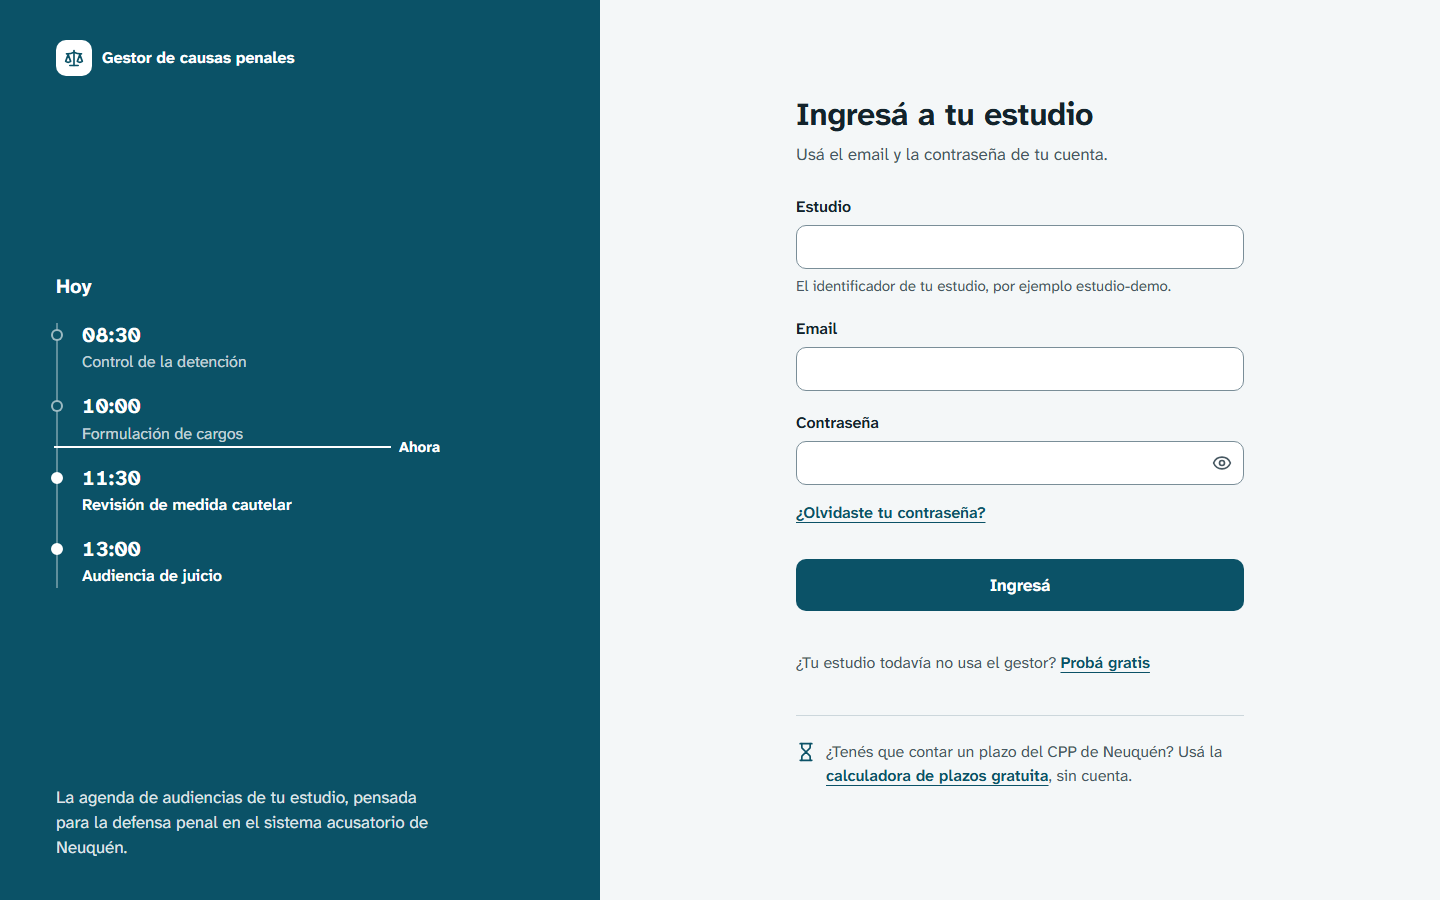 Gestor de causas penales
Hoy
08:30
Control de la detención
10:00
Formulación de cargos
Ahora
11:30
Revisión de medida cautelar
13:00
Audiencia de juicio
La agenda de audiencias de tu estudio, pensada
para la defensa penal en el sistema acusatorio de
Neuquén.
Ingresá a tu estudio
Usá el email y la contraseña de tu cuenta.
Estudio
El identificador de tu estudio, por ejemplo estudio-demo.
Email
Contraseña
¿Olvidaste tu contraseña?
Ingresá
¿Tu estudio todavía no usa el gestor? Probá gratis
¿Tenés que contar un plazo del CPP de Neuquén? Usá la
calculadora de plazos gratuita, sin cuenta.